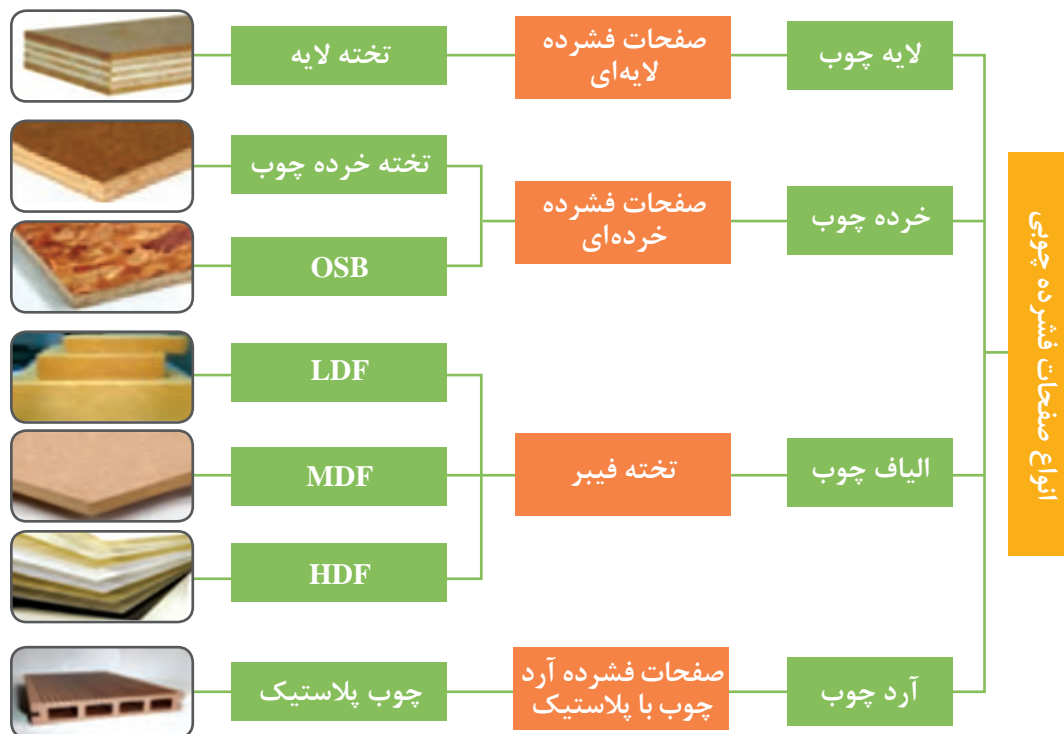 انواع صفحات فشرده چوبی
لایه چوب
صفحات فشرده
لایه‌ای
تخته لایه
خرده چوب
صفحات فشرده
خرده‌ای
تخته خرده چوب
OSB
الیاف چوب
تخته فیبر
LDF
MDF
HDF
آرد چوب
صفحات فشرده آرد
چوب با پلاستیک
چوب پلاستیک